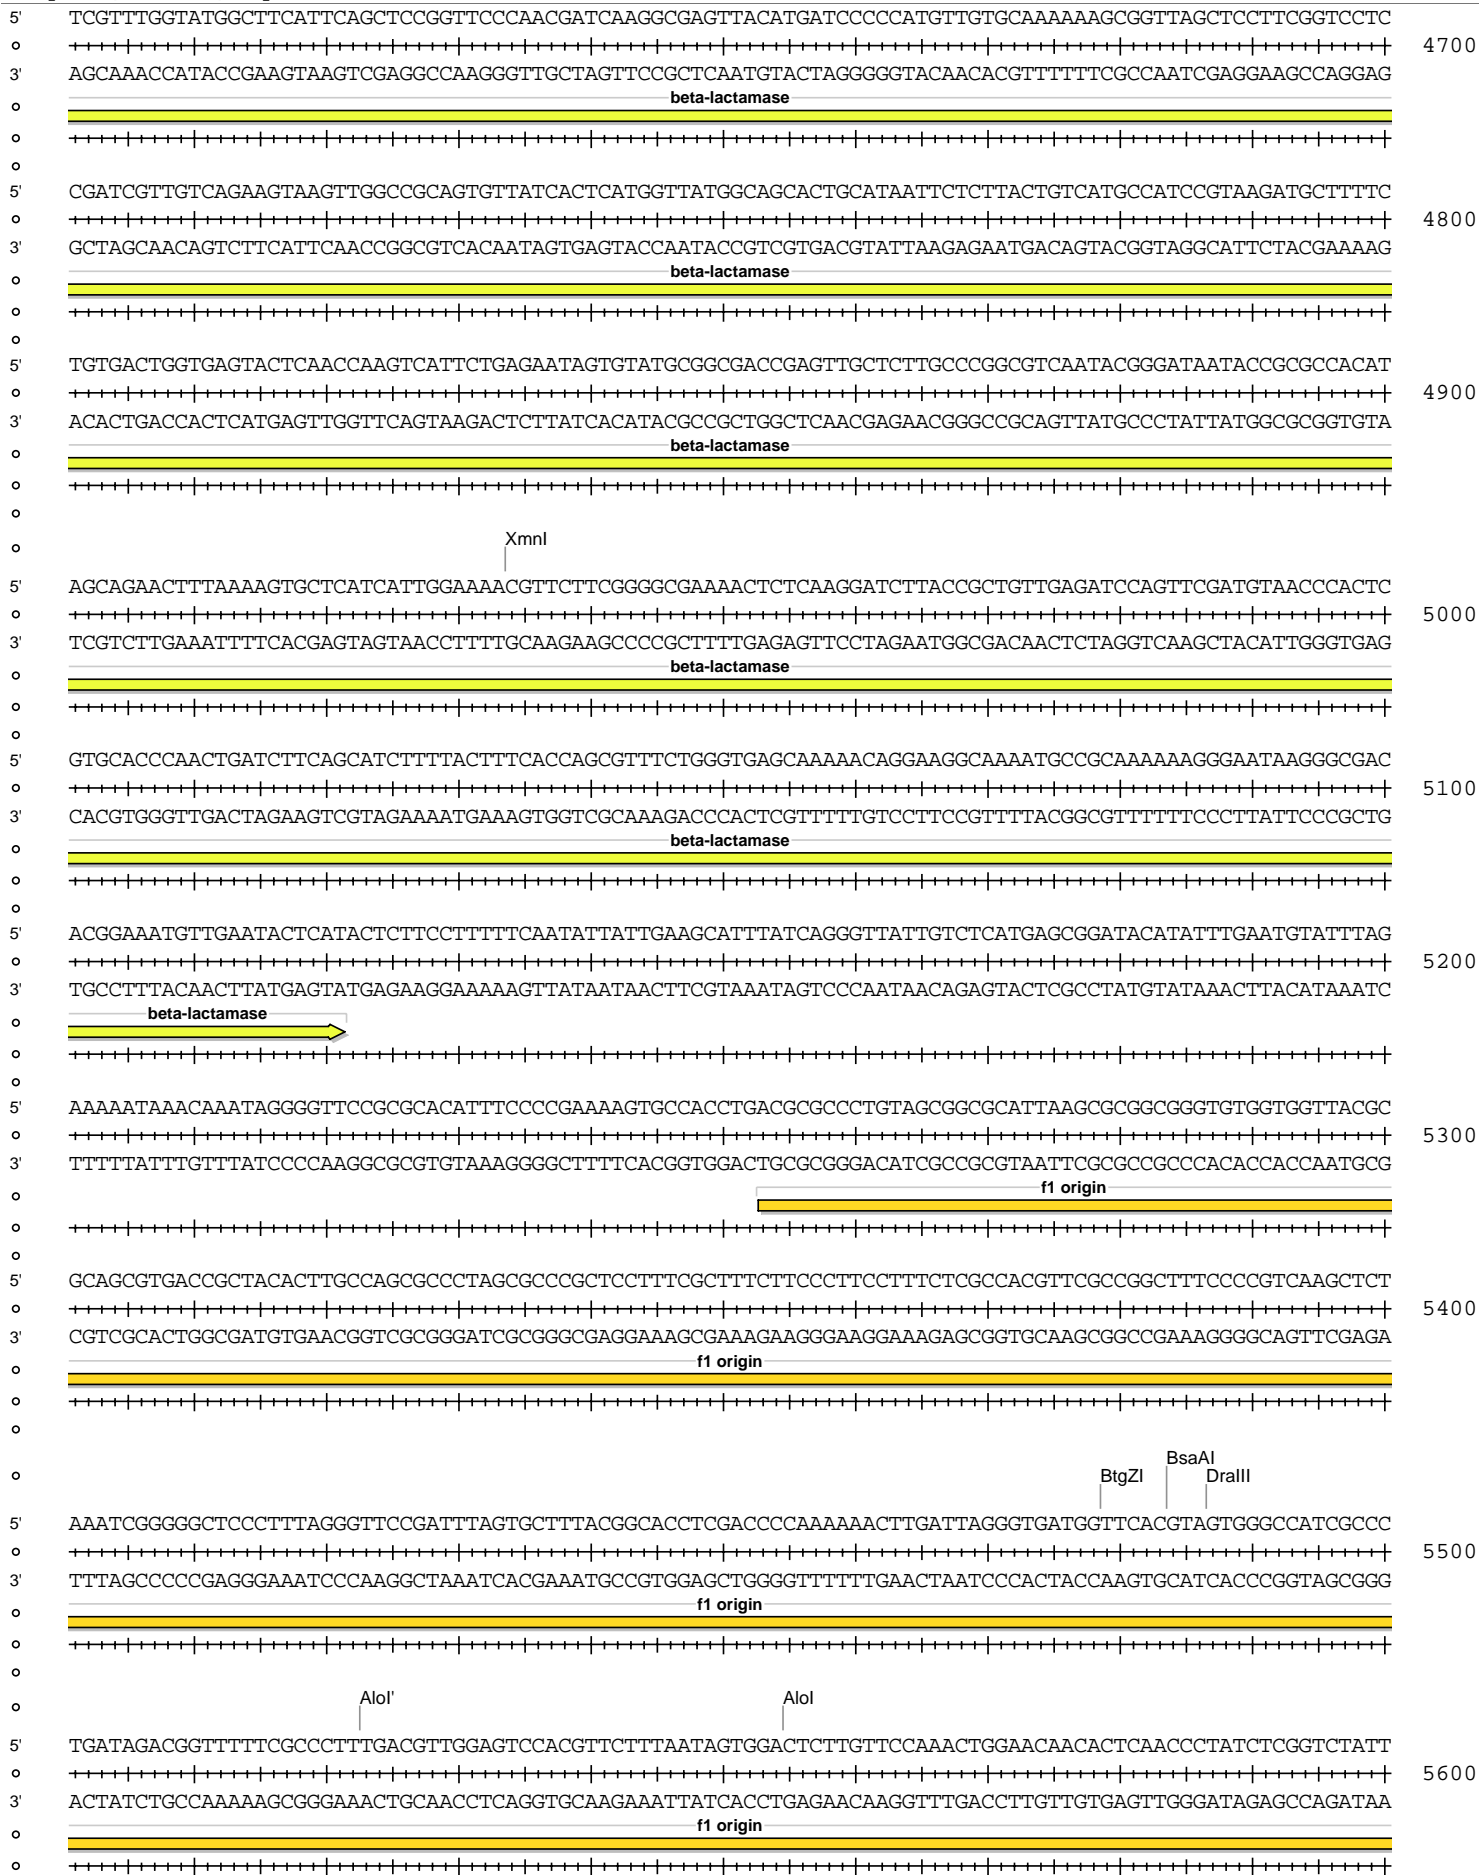 5' TCGTTTGGTATGGCTTCATTCAGCTCCGGTTCCCAACGATCAAGGCGAGTTACATGATCCCCCATGTTGTGCAAAAAAGCGGTTAGCTCCTTCGGTCCTC
4700
3' AGCAAACCATACCGAAGTAAGTCGAGGCCAAGGGTTGCTAGTTCCGCTCAATGTACTAGGGGGTACAACACGTTTTTTCGCCAATCGAGGAAGCCAGGAG
beta-lactamase
5' CGATCGTTGTCAGAAGTAAGTTGGCCGCAGTGTTATCACTCATGGTTATGGCAGCACTGCATAATTCTCTTACTGTCATGCCATCCGTAAGATGCTTTTC
4800
3' GCTAGCAACAGTCTTCATTCAACCGGCGTCACAATAGTGAGTACCAATACCGTCGTGACGTATTAAGAGAATGACAGTACGGTAGGCATTCTACGAAAAG
beta-lactamase
5' TGTGACTGGTGAGTACTCAACCAAGTCATTCTGAGAATAGTGTATGCGGCGACCGAGTTGCTCTTGCCCGGCGTCAATACGGGATAATACCGCGCCACAT
4900
3' ACACTGACCACTCATGAGTTGGTTCAGTAAGACTCTTATCACATACGCCGCTGGCTCAACGAGAACGGGCCGCAGTTATGCCCTATTATGGCGCGGTGTA
beta-lactamase
XmnI
5' AGCAGAACTTTAAAAGTGCTCATCATTGGAAAACGTTCTTCGGGGCGAAAACTCTCAAGGATCTTACCGCTGTTGAGATCCAGTTCGATGTAACCCACTC
5000
3' TCGTCTTGAAATTTTCACGAGTAGTAACCTTTTGCAAGAAGCCCCGCTTTTGAGAGTTCCTAGAATGGCGACAACTCTAGGTCAAGCTACATTGGGTGAG
beta-lactamase
5' GTGCACCCAACTGATCTTCAGCATCTTTTACTTTCACCAGCGTTTCTGGGTGAGCAAAAACAGGAAGGCAAAATGCCGCAAAAAAGGGAATAAGGGCGAC
5100
3' CACGTGGGTTGACTAGAAGTCGTAGAAAATGAAAGTGGTCGCAAAGACCCACTCGTTTTTGTCCTTCCGTTTTACGGCGTTTTTTCCCTTATTCCCGCTG
beta-lactamase
5' ACGGAAATGTTGAATACTCATACTCTTCCTTTTTCAATATTATTGAAGCATTTATCAGGGTTATTGTCTCATGAGCGGATACATATTTGAATGTATTTAG
5200
3' TGCCTTTACAACTTATGAGTATGAGAAGGAAAAAGTTATAATAACTTCGTAAATAGTCCCAATAACAGAGTACTCGCCTATGTATAAACTTACATAAATC
beta-lactamase
5' AAAAATAAACAAATAGGGGTTCCGCGCACATTTCCCCGAAAAGTGCCACCTGACGCGCCCTGTAGCGGCGCATTAAGCGCGGCGGGTGTGGTGGTTACGC
5300
3' TTTTTATTTGTTTATCCCCAAGGCGCGTGTAAAGGGGCTTTTCACGGTGGACTGCGCGGGACATCGCCGCGTAATTCGCGCCGCCCACACCACCAATGCG
f1 origin
5' GCAGCGTGACCGCTACACTTGCCAGCGCCCTAGCGCCCGCTCCTTTCGCTTTCTTCCCTTCCTTTCTCGCCACGTTCGCCGGCTTTCCCCGTCAAGCTCT
5400
3' CGTCGCACTGGCGATGTGAACGGTCGCGGGATCGCGGGCGAGGAAAGCGAAAGAAGGGAAGGAAAGAGCGGTGCAAGCGGCCGAAAGGGGCAGTTCGAGA
f1 origin
BtgZI BsaAI DraIII
5' AAATCGGGGGCTCCCTTTAGGGTTCCGATTTAGTGCTTTACGGCACCTCGACCCCAAAAAACTTGATTAGGGTGATGGTTCACGTAGTGGGCCATCGCCC
5500
3' TTTAGCCCCCGAGGGAAATCCCAAGGCTAAATCACGAAATGCCGTGGAGCTGGGGTTTTTTGAACTAATCCCACTACCAAGTGCATCACCCGGTAGCGGG
f1 origin
AloI' AloI
5' TGATAGACGGTTTTTCGCCCTTTGACGTTGGAGTCCACGTTCTTTAATAGTGGACTCTTGTTCCAAACTGGAACAACACTCAACCCTATCTCGGTCTATT
5600
3' ACTATCTGCCAAAAAGCGGGAAACTGCAACCTCAGGTGCAAGAAATTATCACCTGAGAACAAGGTTTGACCTTGTTGTGAGTTGGGATAGAGCCAGATAA
f1 origin